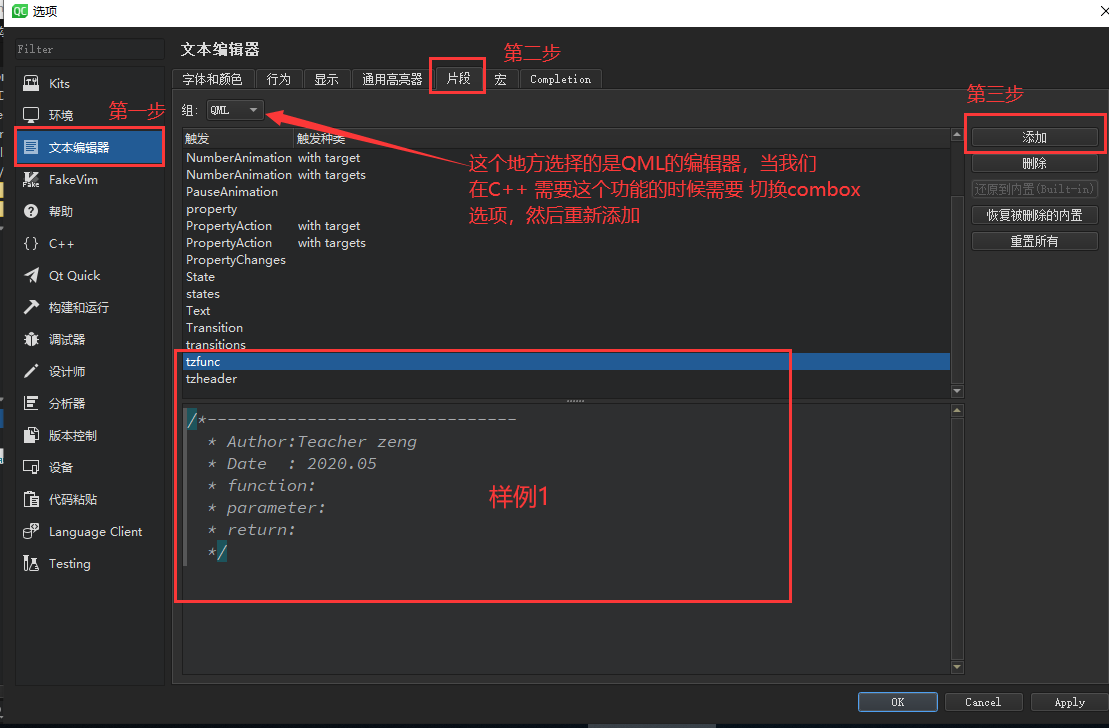 QC 选项
Filter
Kits
环境
文本编辑器
FakeVim
帮助
C++
Qt Quick
构建和运行
调试器
设计师
分析器
版本控制
设备
代码粘贴
Language Client
Testing
第一步
文本编辑器
第二步
字体和颜色 行为 显示 通用高亮器 片段 宏 Completion
组: QML
触发 触发种类
NumberAnimation with target
NumberAnimation with targets
PauseAnimation
property
PropertyAction with target
PropertyAction with targets
PropertyChanges
State
states
Text
Transition
transitions
tzfunc
tzheader
这个地方选择的是QML的编辑器，当我们
在C++ 需要这个功能的时候需要 切换combox
选项，然后重新添加
/*-------------------------------
* Author:Teacher zeng
* Date : 2020.05
* function:
* parameter:
* return:
*/
样例1
第三步
添加
删除
还原到内置(Built-in)
恢复被删除的内置
重置所有
OK Cancel Apply